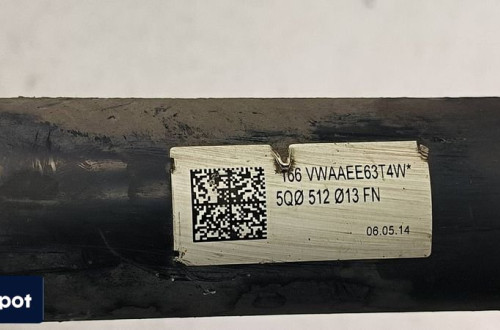 166 VWAAEE63T4W*
5QØ 512 Ø13 FN
06.05.14
pot